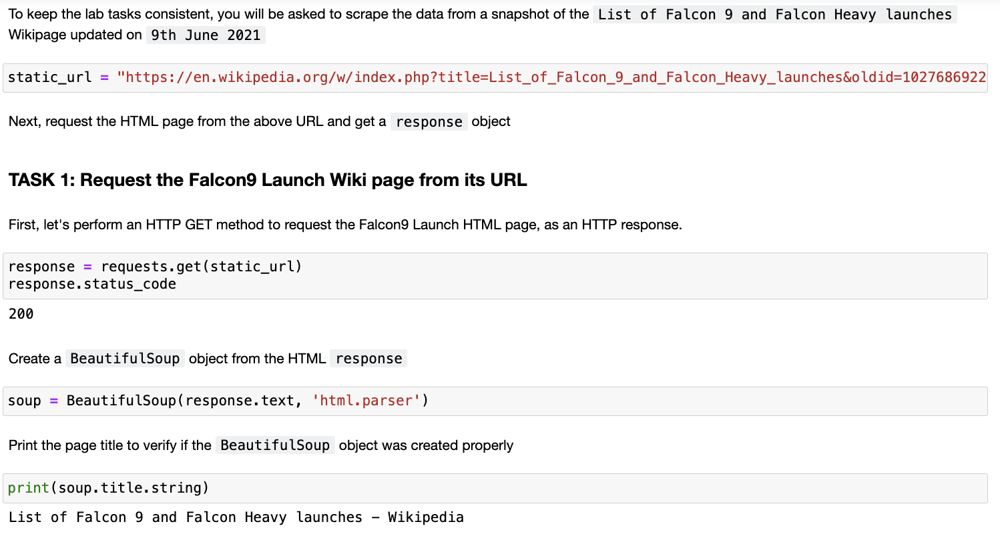 To keep the lab tasks consistent, you will be asked to scrape the data from a snapshot of the List of Falcon 9 and Falcon Heavy launches
Wikipage updated on 9th June 2021
static_url = "https://en.wikipedia.org/w/index.php?title=List_of_Falcon_9_and_Falcon_Heavy_launches&oldid=1027686922
Next, request the HTML page from the above URL and get a response object
TASK 1: Request the Falcon9 Launch Wiki page from its URL
First, let's perform an HTTP GET method to request the Falcon9 Launch HTML page, as an HTTP response.
response = requests.get(static_url)
response.status_code
200
Create a BeautifulSoup object from the HTML response
soup = BeautifulSoup(response.text, 'html.parser')
Print the page title to verify if the BeautifulSoup object was created properly
print(soup.title.string)
List of Falcon 9 and Falcon Heavy launches - Wikipedia